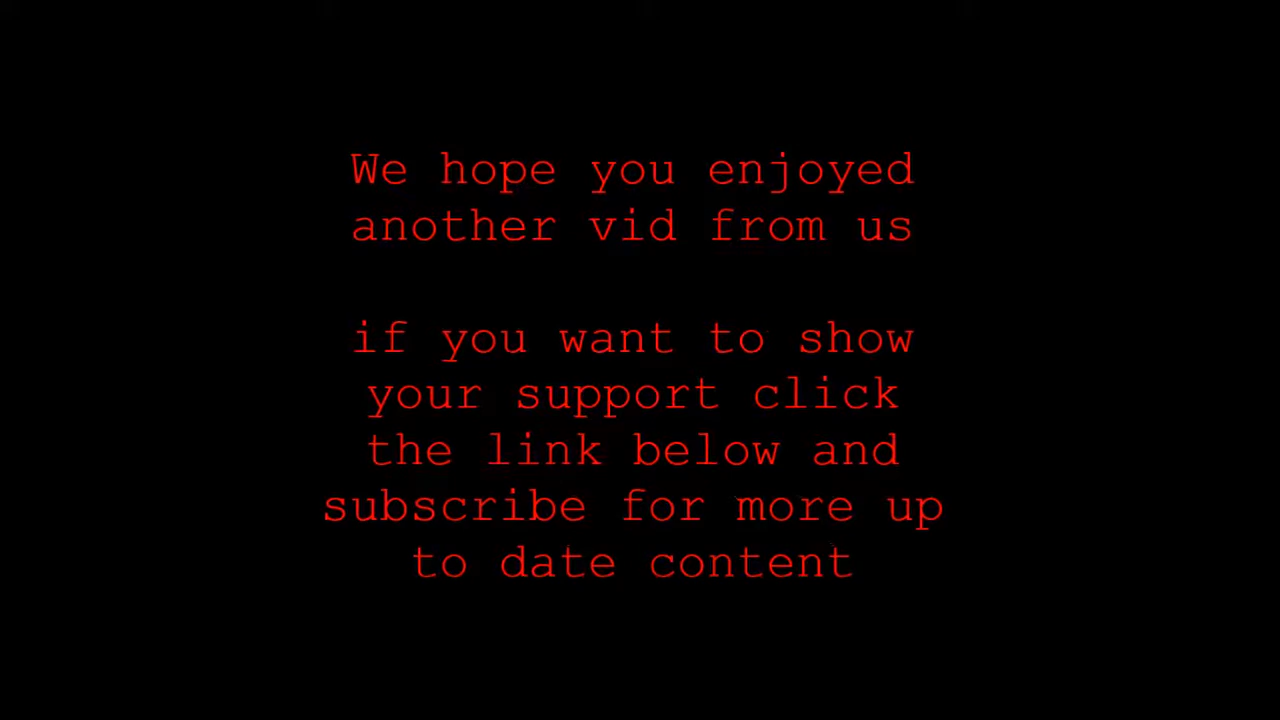 We hope you enjoyed
another vid from us
if you want to show
your support click
the link below and
subscribe for more up
to date content